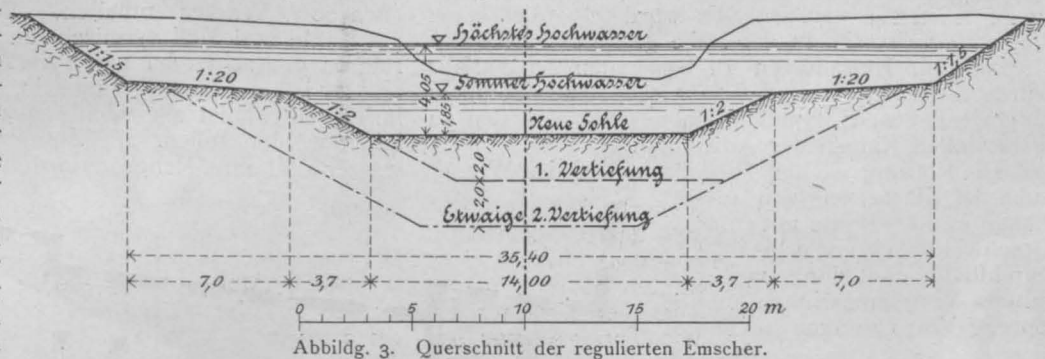 Höchstes Hochwasser
1:1,5
1:20
1:20
1:1,5
Sommer Hochwasser
4,05
1,85
1:2
1:2
Neue Sohle
2,0×2,0
1. Vertiefung
Etwaige 2. Vertiefung
35,40
7,0
3,7
14,00
3,7
7,0
0
5
10
15
20 m
Abbildg. 3. Querschnitt der regulierten Emscher.